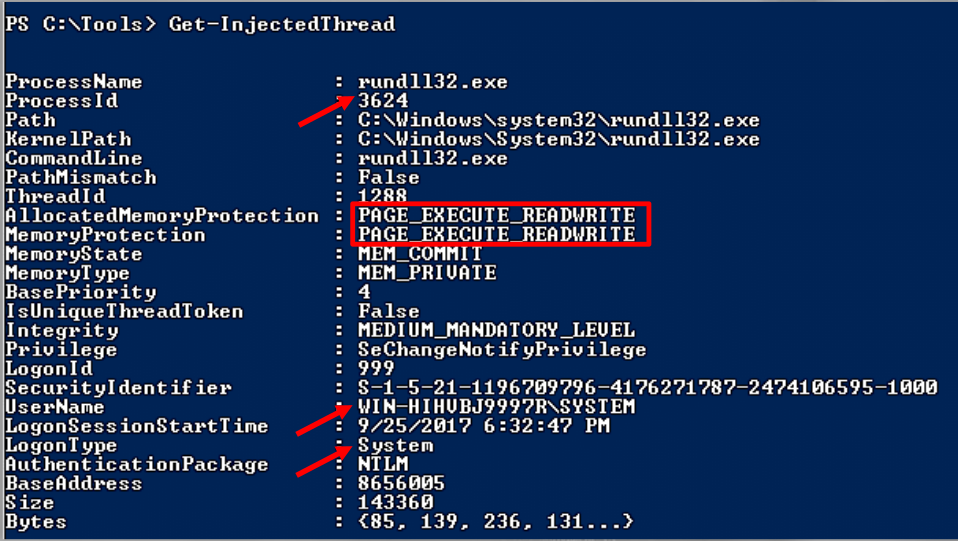 PS C:\Tools> Get-InjectedThread
ProcessName : rundll32.exe
ProcessId : 3624
Path : C:\Windows\system32\rundll32.exe
KernelPath : C:\Windows\System32\rundll32.exe
CommandLine : rundll32.exe
PathMismatch : False
ThreadId : 1288
AllocatedMemoryProtection : PAGE_EXECUTE_READWRITE
MemoryProtection : PAGE_EXECUTE_READWRITE
MemoryState : MEM_COMMIT
MemoryType : MEM_PRIVATE
BasePriority : 4
IsUniqueThreadToken : False
Integrity : MEDIUM_MANDATORY_LEVEL
Privilege : SeChangeNotifyPrivilege
LogonId : 999
SecurityIdentifier : S-1-5-21-1196709796-4176271787-2474106595-1000
UserName : WIN-HIHVBJ9997R\SYSTEM
LogonSessionStartTime : 9/25/2017 6:32:47 PM
LogonType : System
AuthenticationPackage : NTLM
BaseAddress : 8656005
Size : 143360
Bytes : {85, 139, 236, 131...}